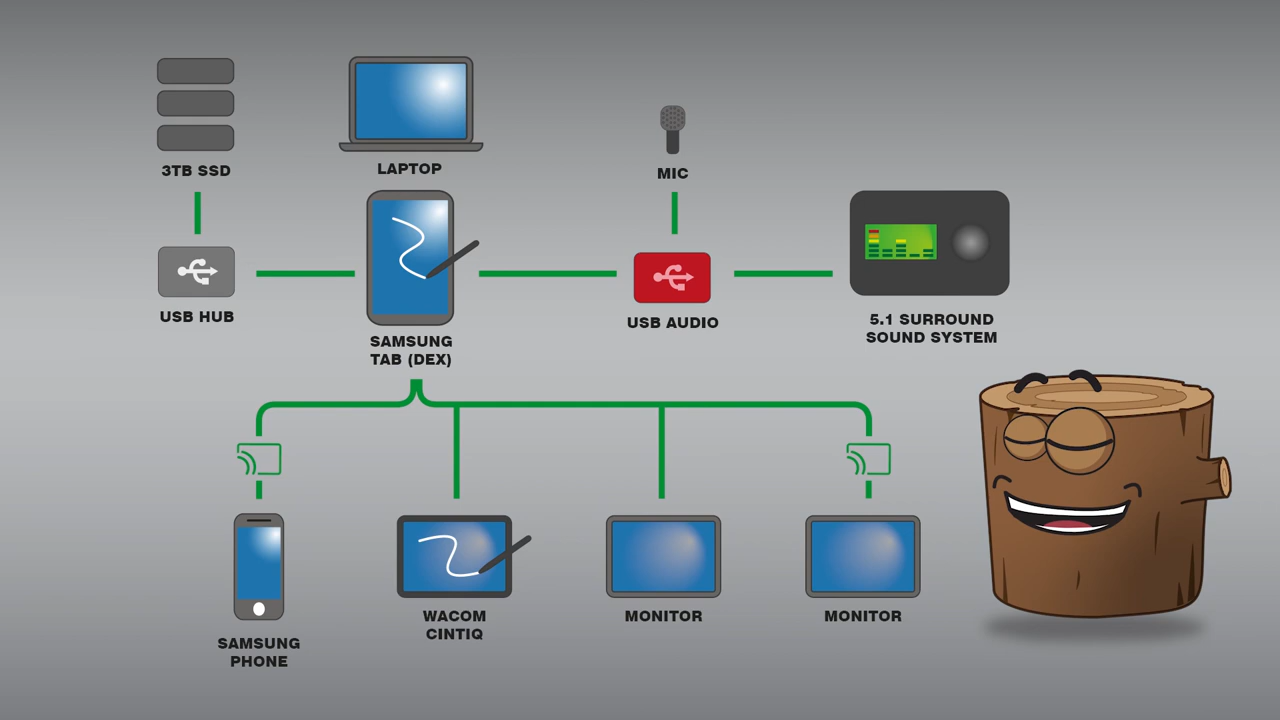 3TB SSD
LAPTOP
MIC
USB HUB
SAMSUNG
TAB (DEX)
USB AUDIO
5.1 SURROUND
SOUND SYSTEM
SAMSUNG
PHONE
WACOM
CINTIQ
MONITOR
MONITOR